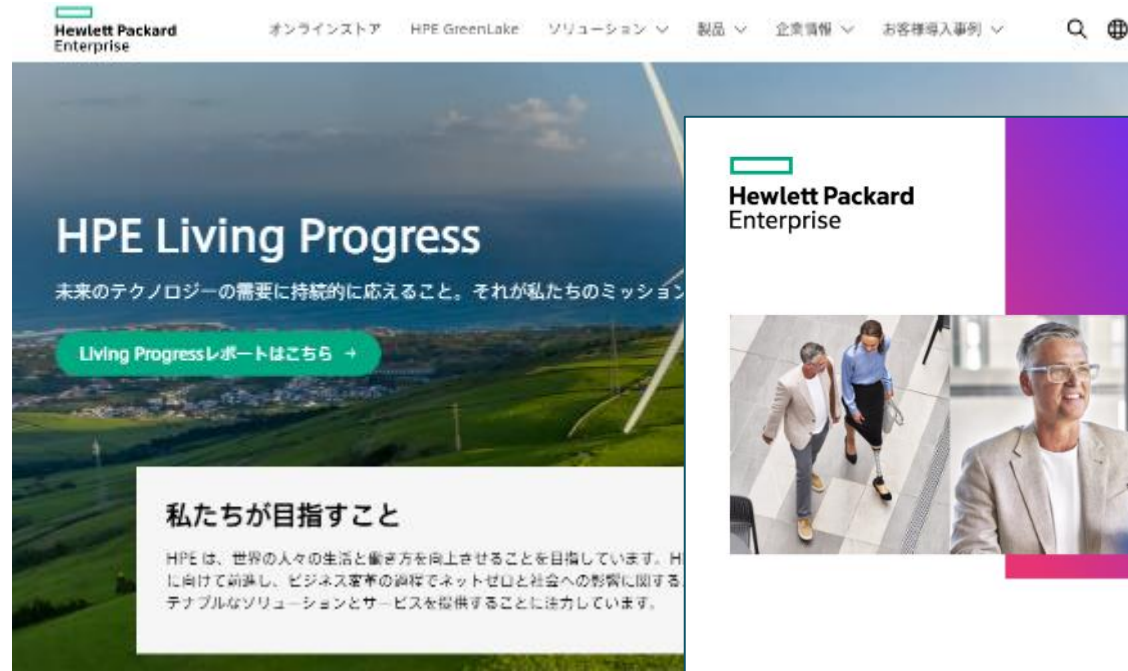 Hewlett Packard
Enterprise
オンラインストア HPE GreenLake ソリューション 製品 企業情報 お客様導入事例
HPE Living Progress
未来のテクノロジーの需要に持続的に応えること。それが私たちのミッション
Living Progressレポートはこちら →
私たちが目指すこと
HPE は、世界の人々の生活と働き方を向上させることを目指しています。H
に向けて前進し、ビジネス変革の過程でネットゼロと社会への影響に関する
テナブルなソリューションとサービスを提供することに注力しています。
Hewlett Packard
Enterprise